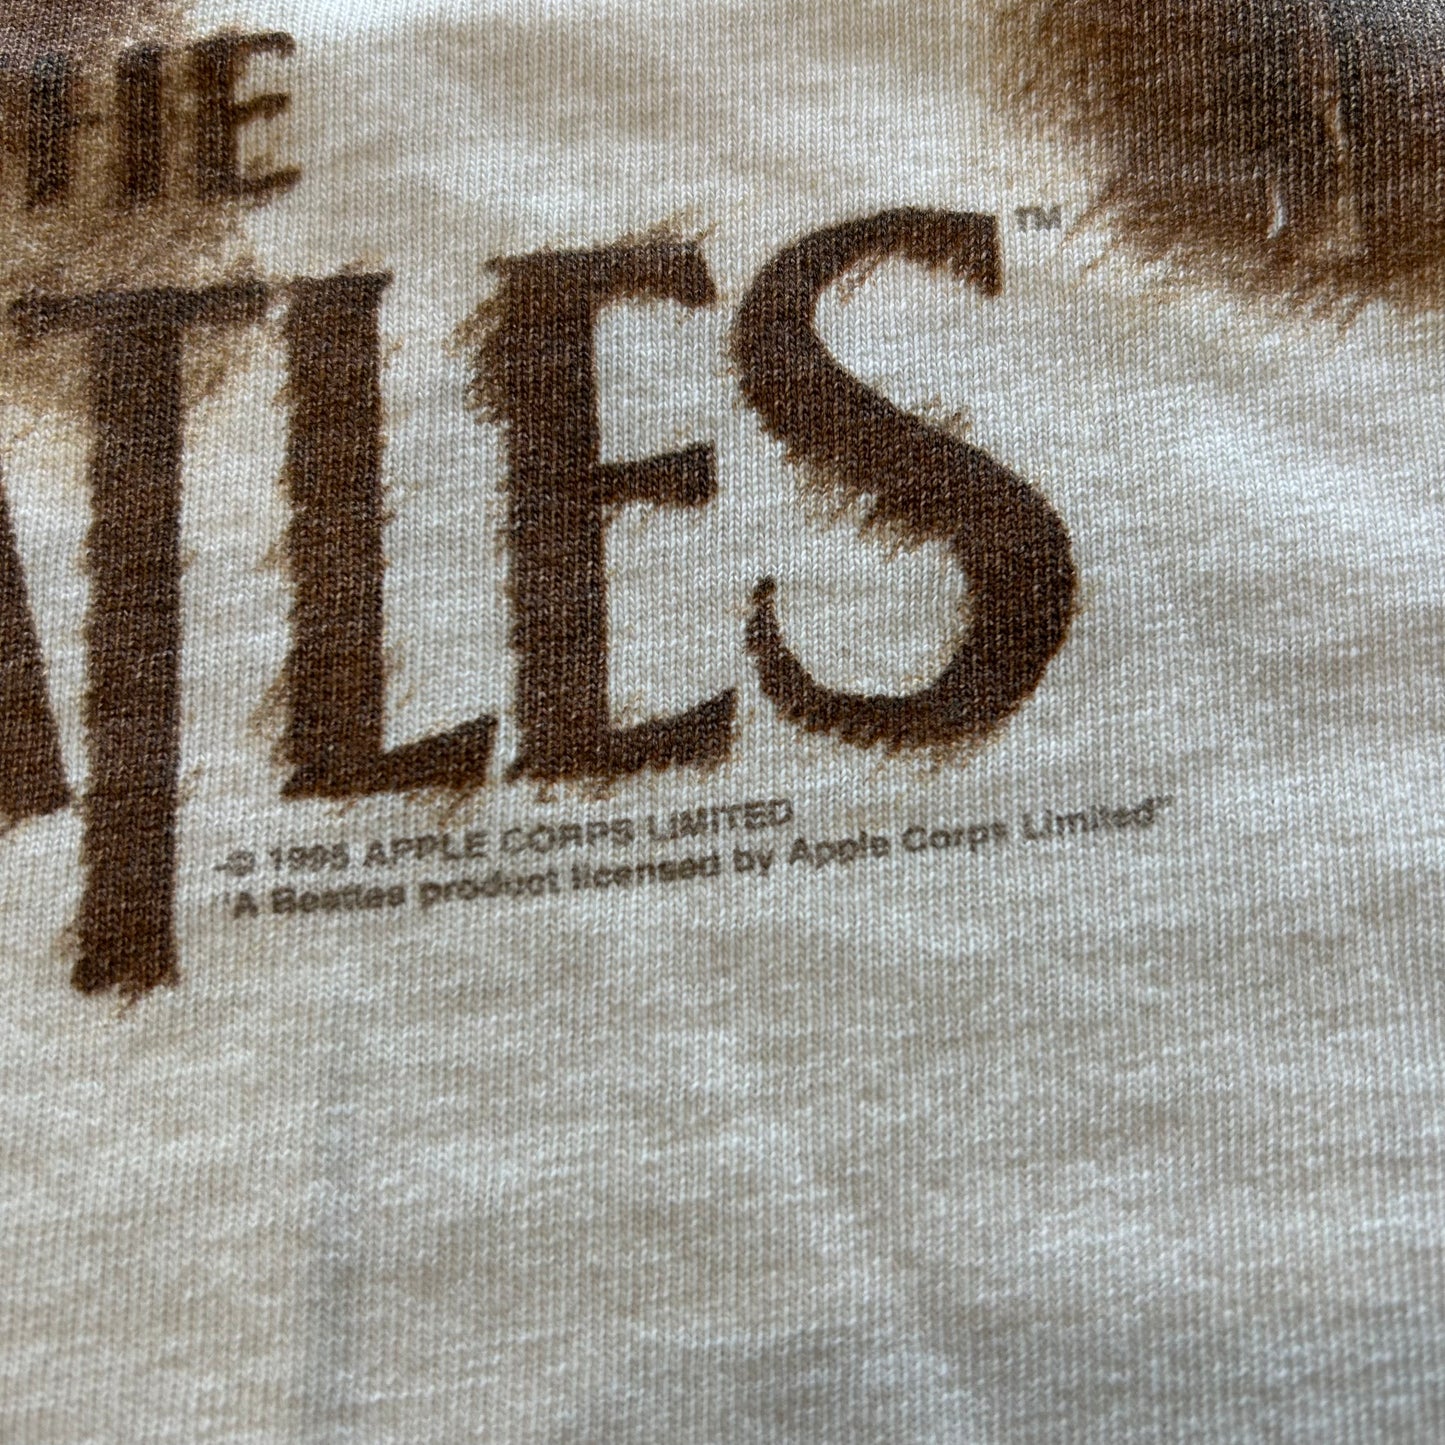 THE
ATLES™
© 1995 APPLE CORPS LIMITED
"A Beatles product licensed by Apple Corps Limited"